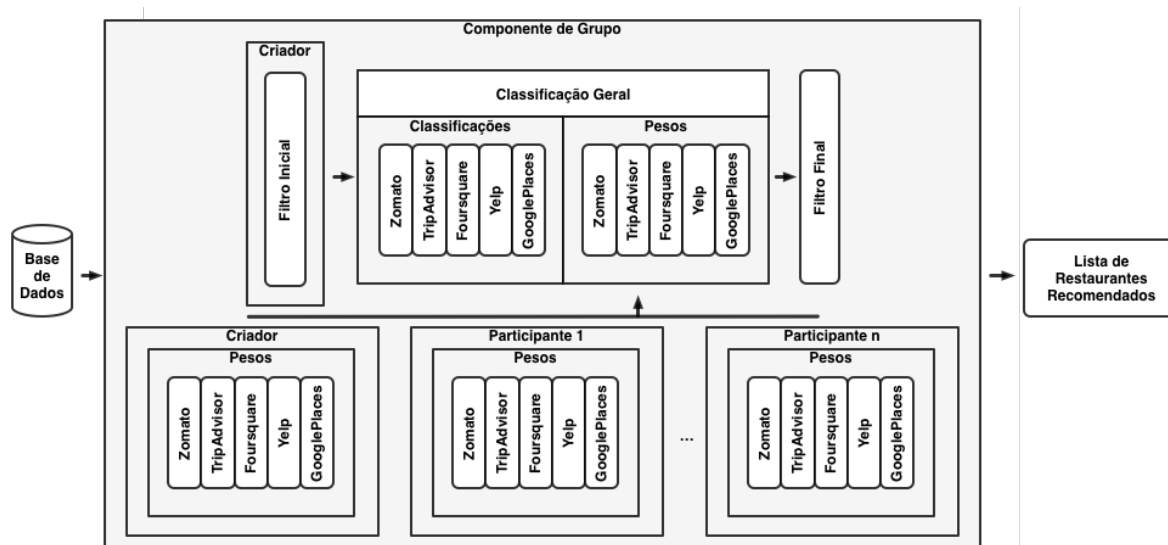 Componente de Grupo
Criador
Filtro Inicial
Classificação Geral
Classificações
Zomato
TripAdvisor
Foursquare
Yelp
GooglePlaces
Pesos
Zomato
TripAdvisor
Foursquare
Yelp
GooglePlaces
Filtro Final
Base
de
Dados
Lista de
Restaurantes
Recomendados
Criador
Pesos
Zomato
TripAdvisor
Foursquare
Yelp
GooglePlaces
Participante 1
Pesos
Zomato
TripAdvisor
Foursquare
Yelp
GooglePlaces
...
Participante n
Pesos
Zomato
TripAdvisor
Foursquare
Yelp
GooglePlaces